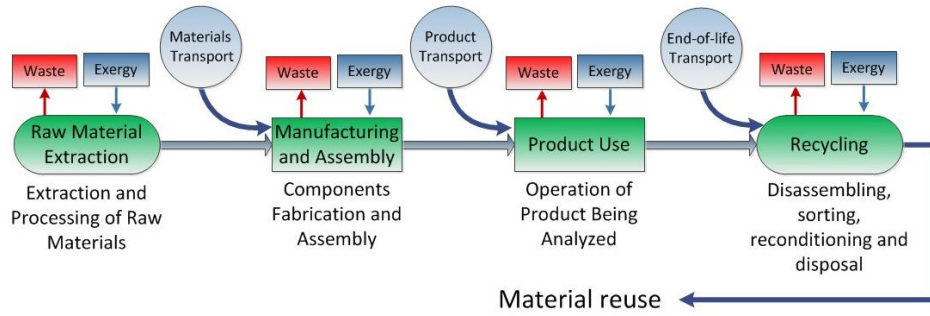 Materials
Transport
Product
Transport
End-of-life
Transport
Waste
Exergy
Waste
Exergy
Waste
Exergy
Waste
Exergy
Raw Material
Extraction
Manufacturing
and Assembly
Product Use
Recycling
Extraction and
Processing of Raw
Materials
Components
Fabrication and
Assembly
Operation of
Product Being
Analyzed
Disassembling,
sorting,
reconditioning and
disposal
Material reuse